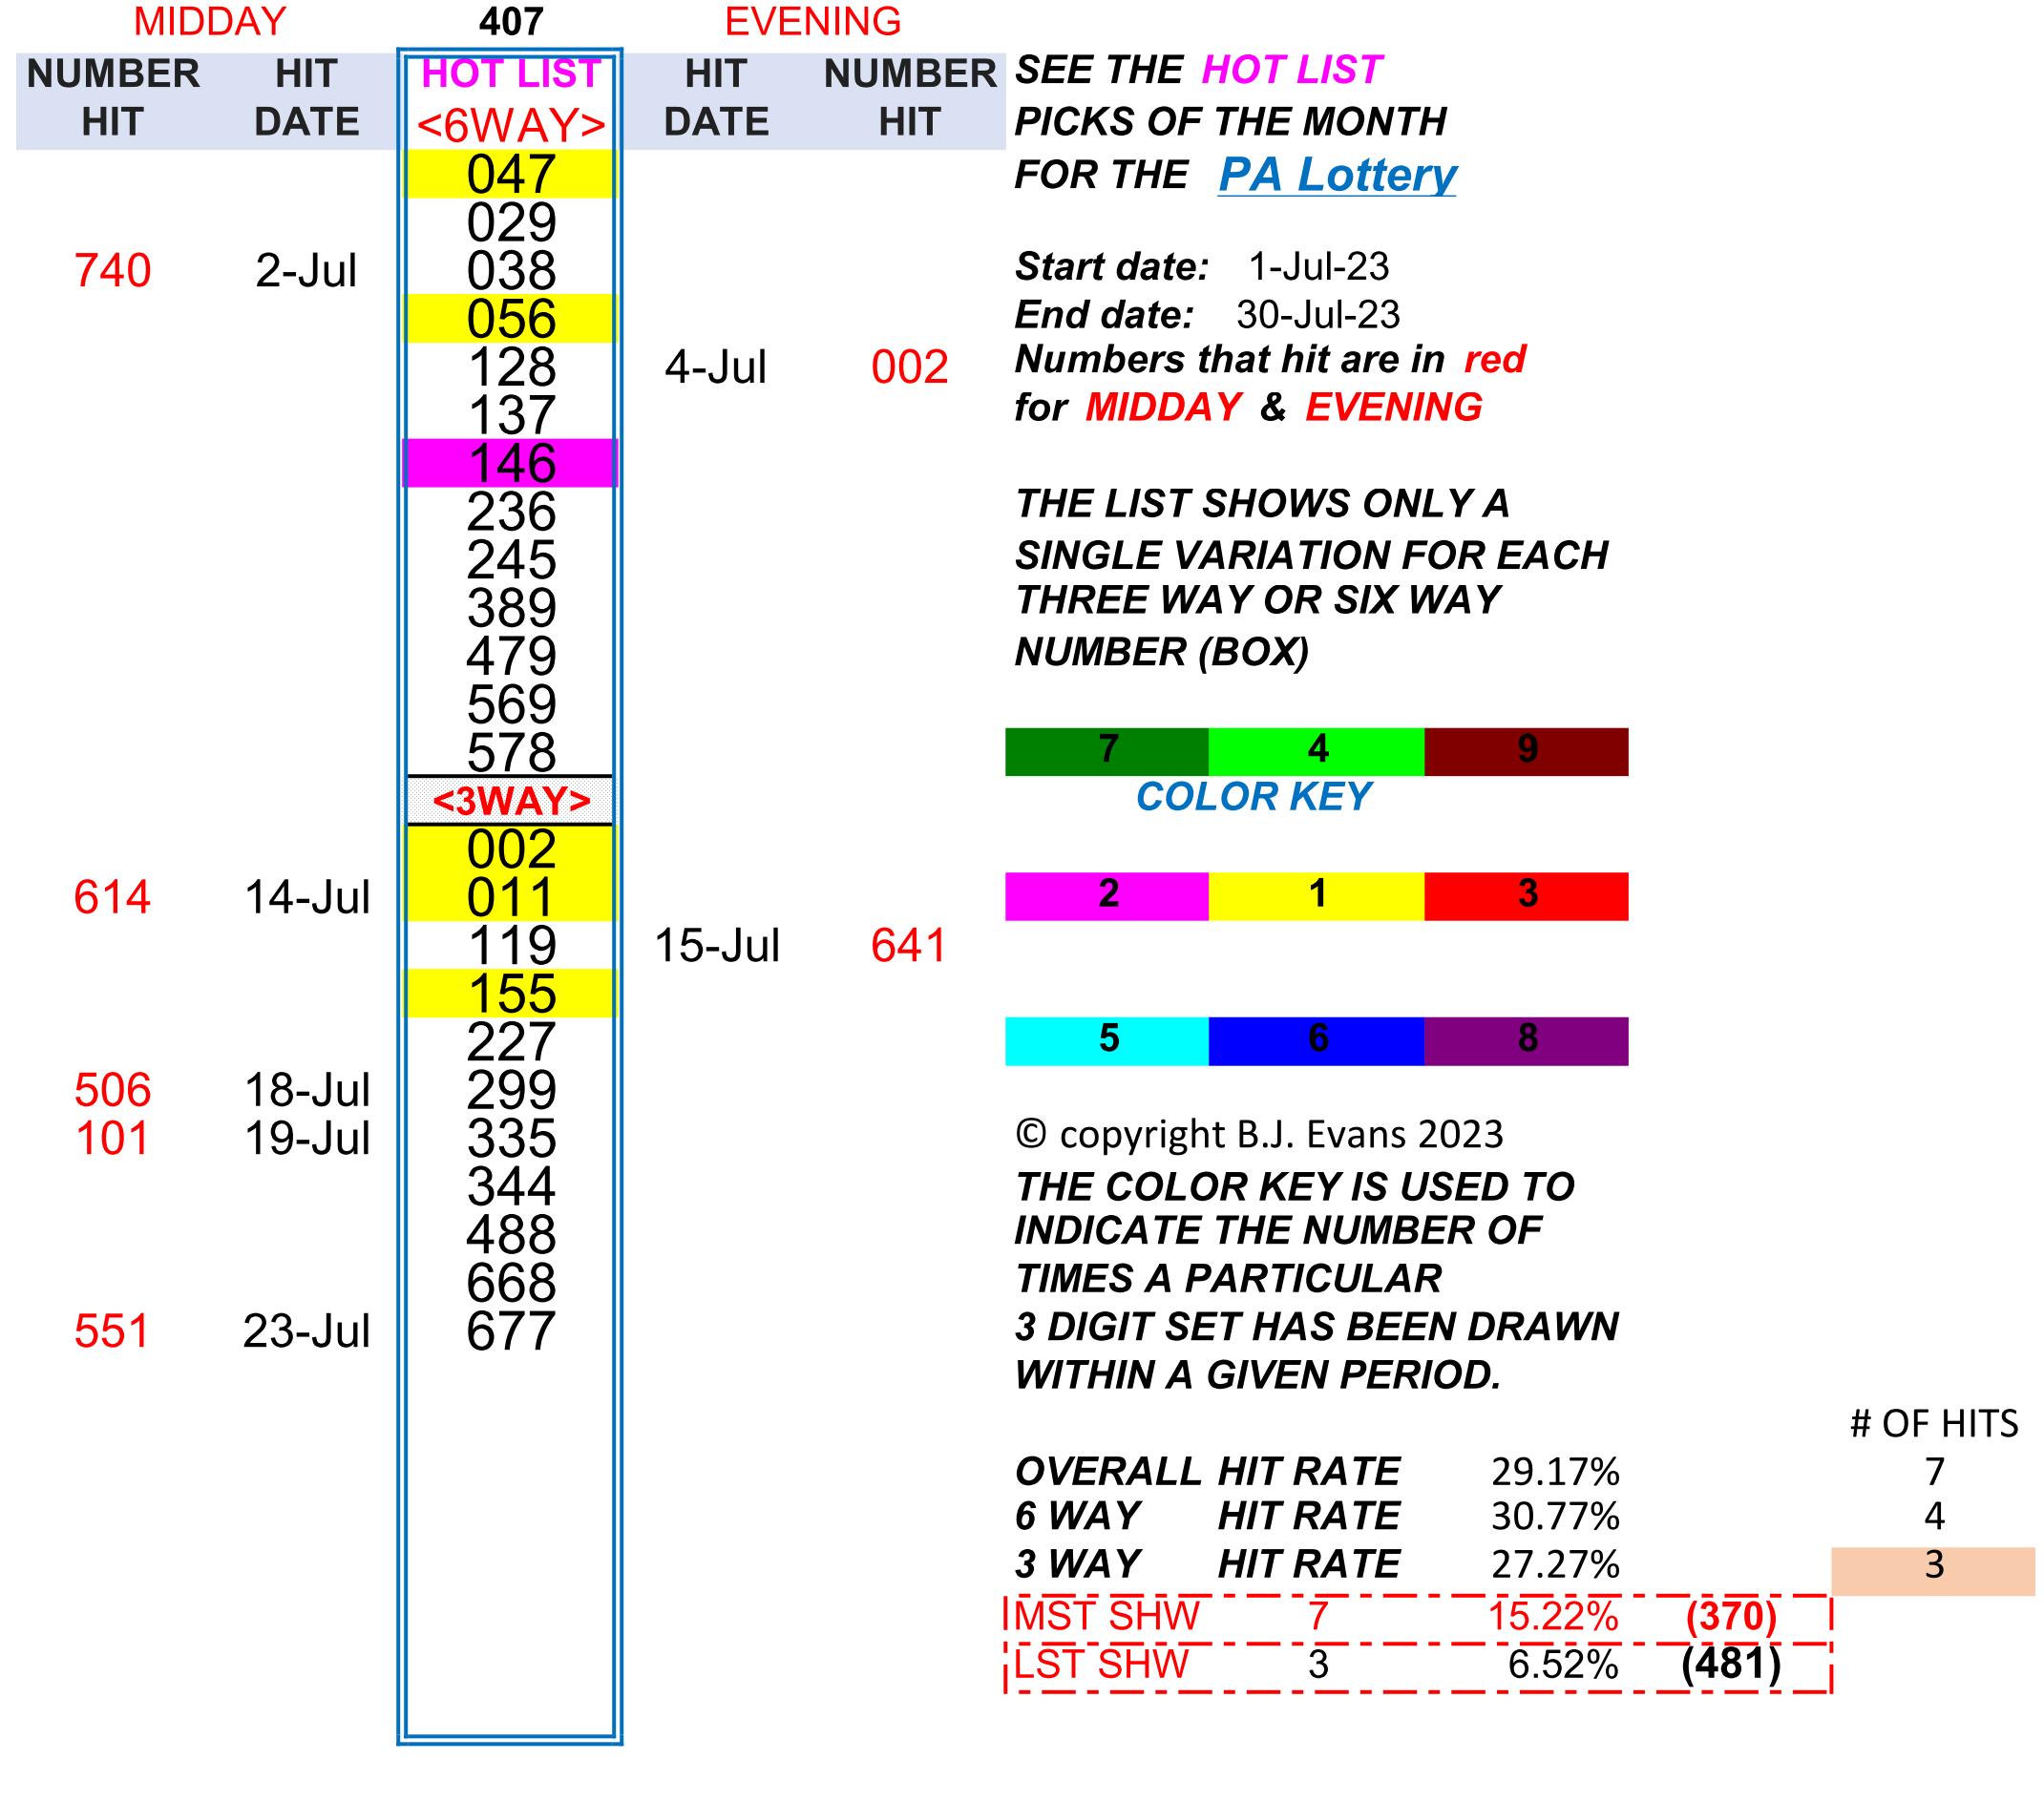 MIDDAY 407 EVENING
NUMBER HIT HOT LIST HIT NUMBER SEE THE HOT LIST
HIT DATE <6WAY> DATE HIT PICKS OF THE MONTH
047 FOR THE PA Lottery
029
740 2-Jul 038 Start date: 1-Jul-23
056 End date: 30-Jul-23
128 4-Jul 002 Numbers that hit are in red
137 for MIDDAY & EVENING
146
236 THE LIST SHOWS ONLY A
245 SINGLE VARIATION FOR EACH
389 THREE WAY OR SIX WAY
479 NUMBER (BOX)
569
578 7 4 9
<3WAY> COLOR KEY
002
614 14-Jul 011 2 1 3
119 15-Jul 641
155
227 5 6 8
506 18-Jul 299
101 19-Jul 335 © copyright B.J. Evans 2023
344 THE COLOR KEY IS USED TO
488 INDICATE THE NUMBER OF
668 TIMES A PARTICULAR
551 23-Jul 677 3 DIGIT SET HAS BEEN DRAWN
WITHIN A GIVEN PERIOD.
# OF HITS
OVERALL HIT RATE 29.17% 7
6 WAY HIT RATE 30.77% 4
3 WAY HIT RATE 27.27% 3
MST SHW 7 15.22% (370)
LST SHW 3 6.52% (481)